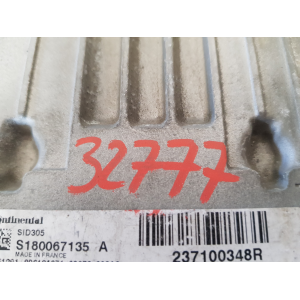 32777
Continental
SID305
S180067135 A
MADE IN FRANCE
237100348R